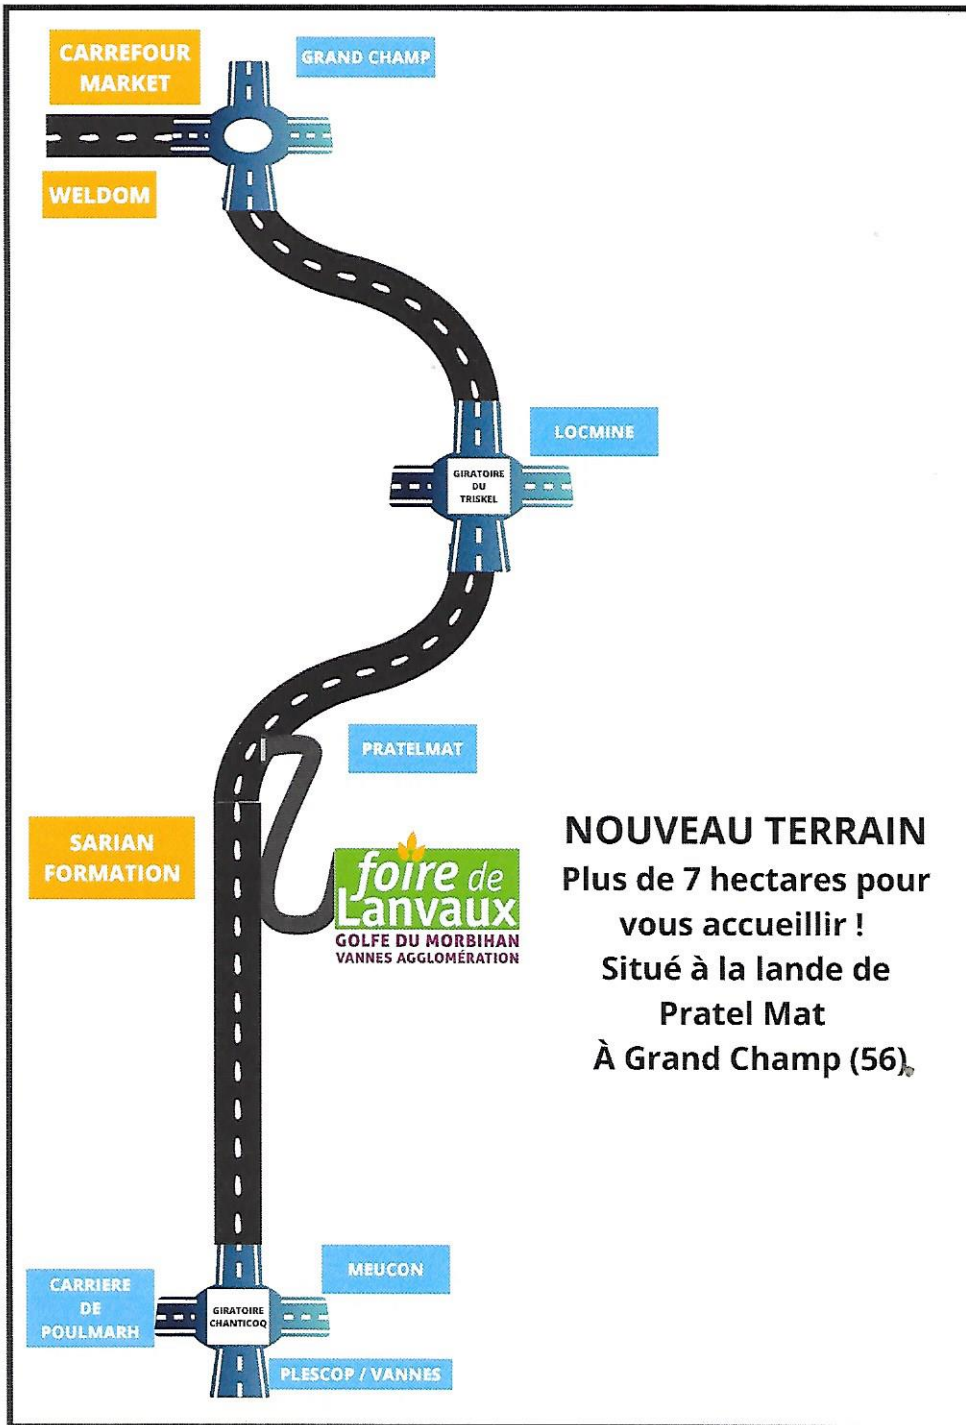 CARREFOUR
MARKET
GRAND CHAMP
WELDOM
LOCMINE
GIRATOIRE
DU
TRISKEL
PRATELMAT
SARIAN
FORMATION
foire de
Lanvaux
GOLFE DU MORBIHAN
VANNES AGGLOMÉRATION
NOUVEAU TERRAIN
Plus de 7 hectares pour
vous accueillir !
Situé à la lande de
Pratel Mat
À Grand Champ (56)
MEUCON
CARRIERE
DE
POULMARH
GIRATOIRE
CHANTICOQ
PLESCOP / VANNES